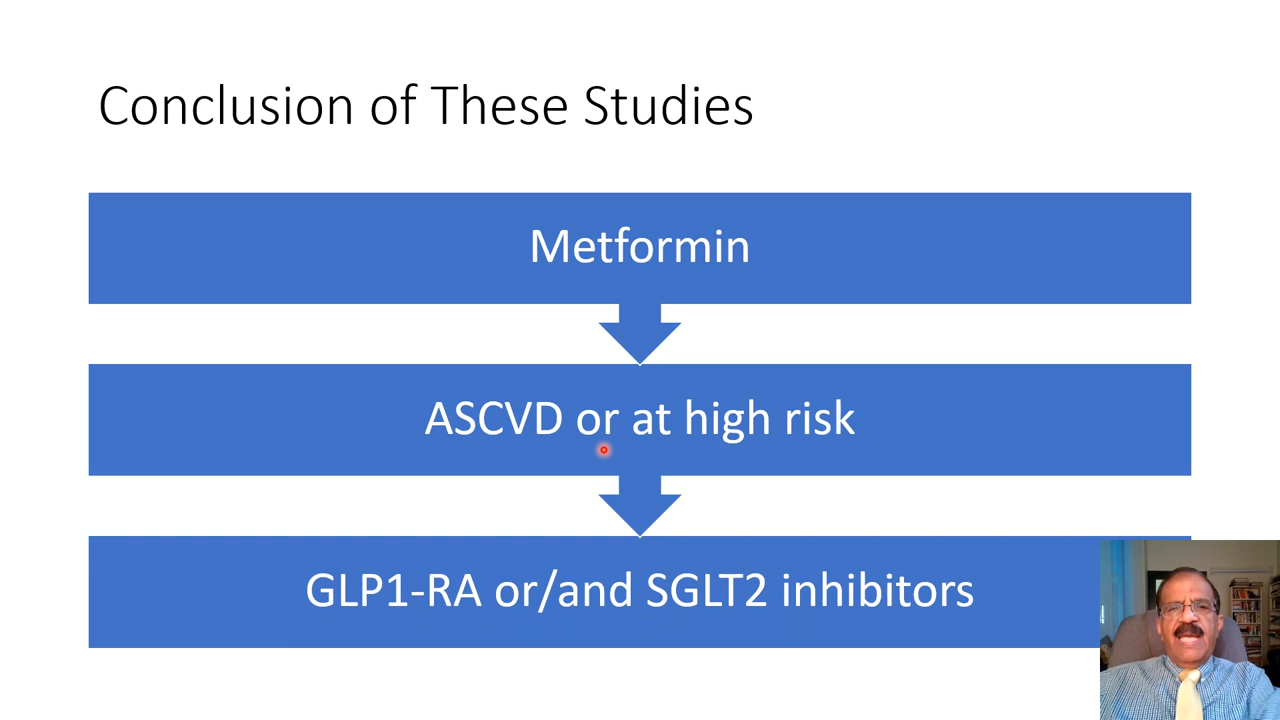 Conclusion of These Studies
Metformin
ASCVD or at high risk
GLP1-RA or/and SGLT2 inhibitors